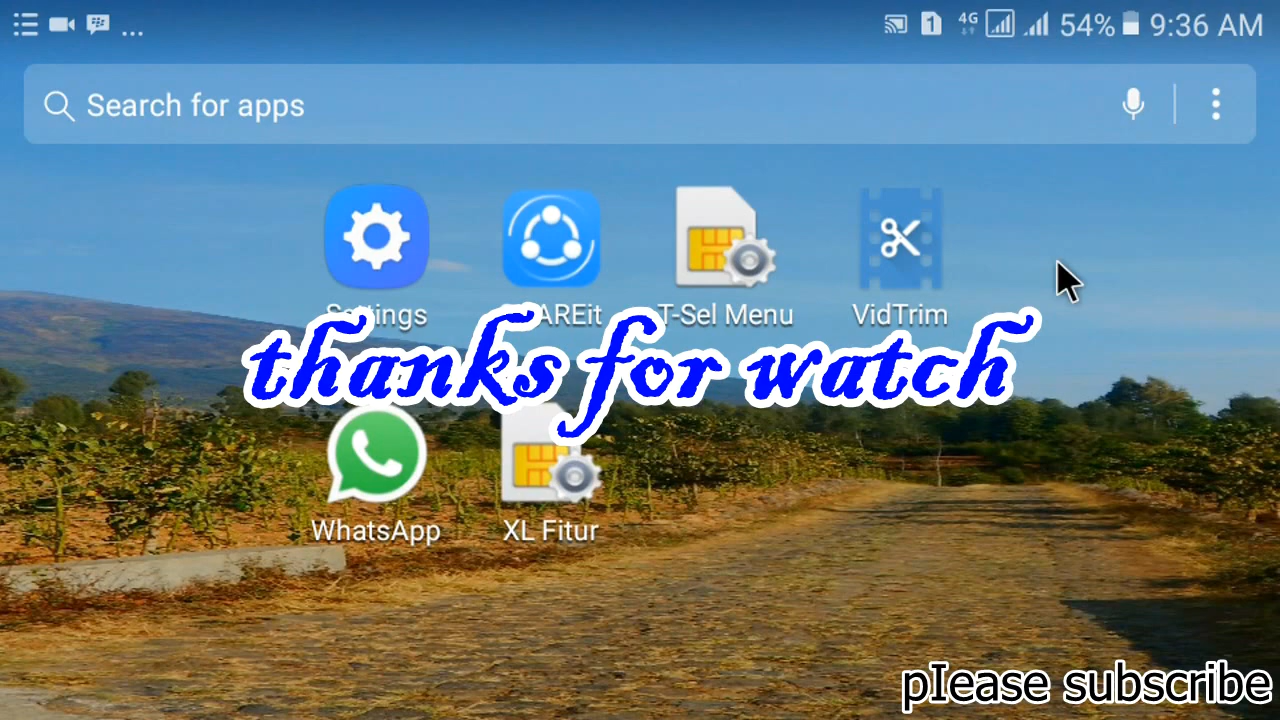 ... 1 4G 54% 9:36 AM
Search for apps
Settings SHAREit T-Sel Menu VidTrim
thanks for watch
WhatsApp XL Fitur
pIease subscribe